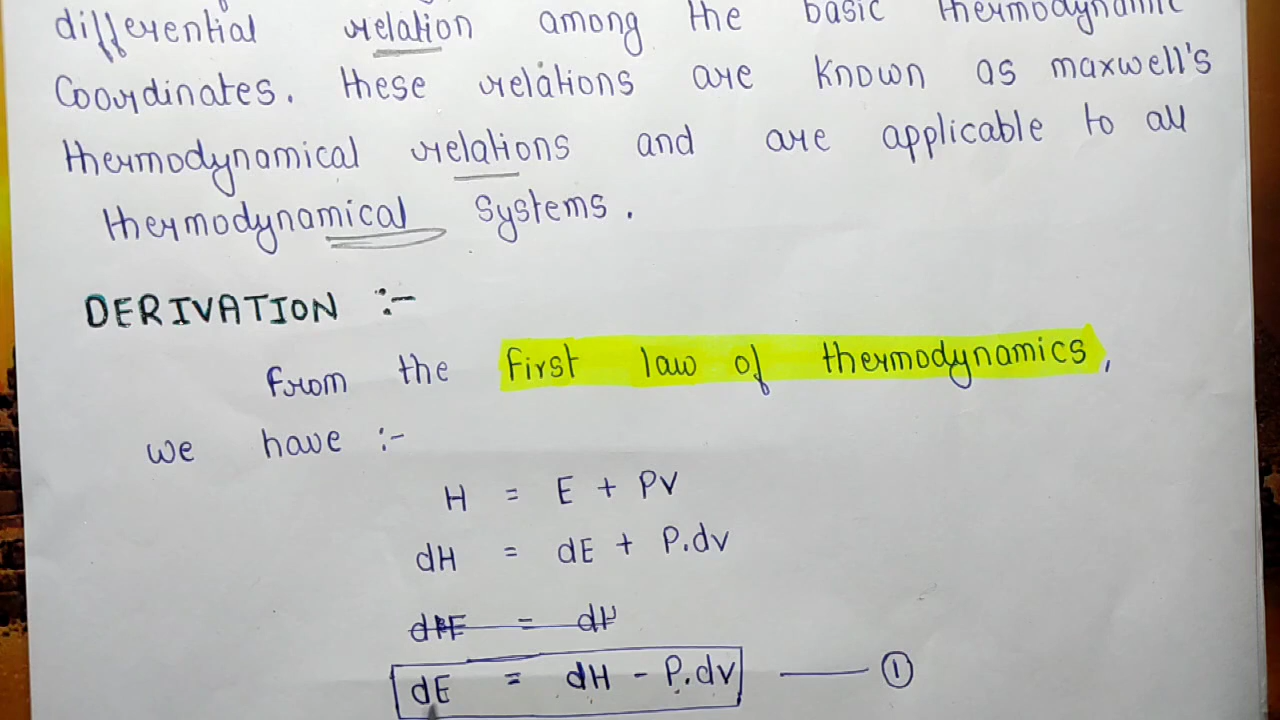 differential relation among the basic thermodynamic
Coordinates. these relations are known as maxwell's
thermodynamical relations and are applicable to all
thermodynamical systems.
DERIVATION :-
from the First law of thermodynamics,
we have :-
H = E + PV
dH = dE + P.dv
= dH
dE = dH - P.dv ①